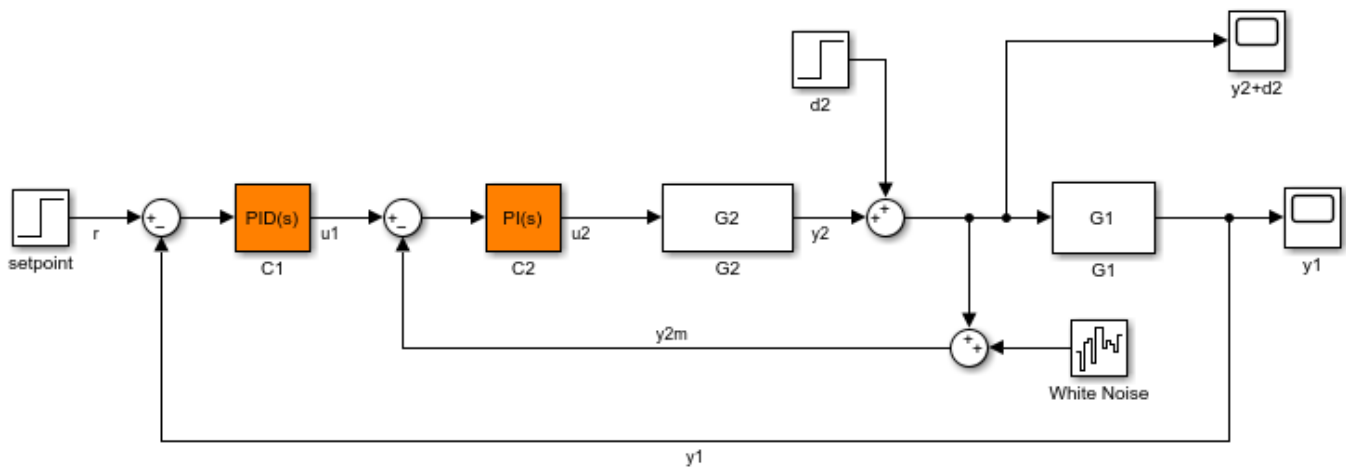 d2
y2+d2
PID(s)
PI(s)
G2
G1
r
u1
u2
y2
setpoint
C1
C2
G2
G1
y1
y2m
White Noise
y1